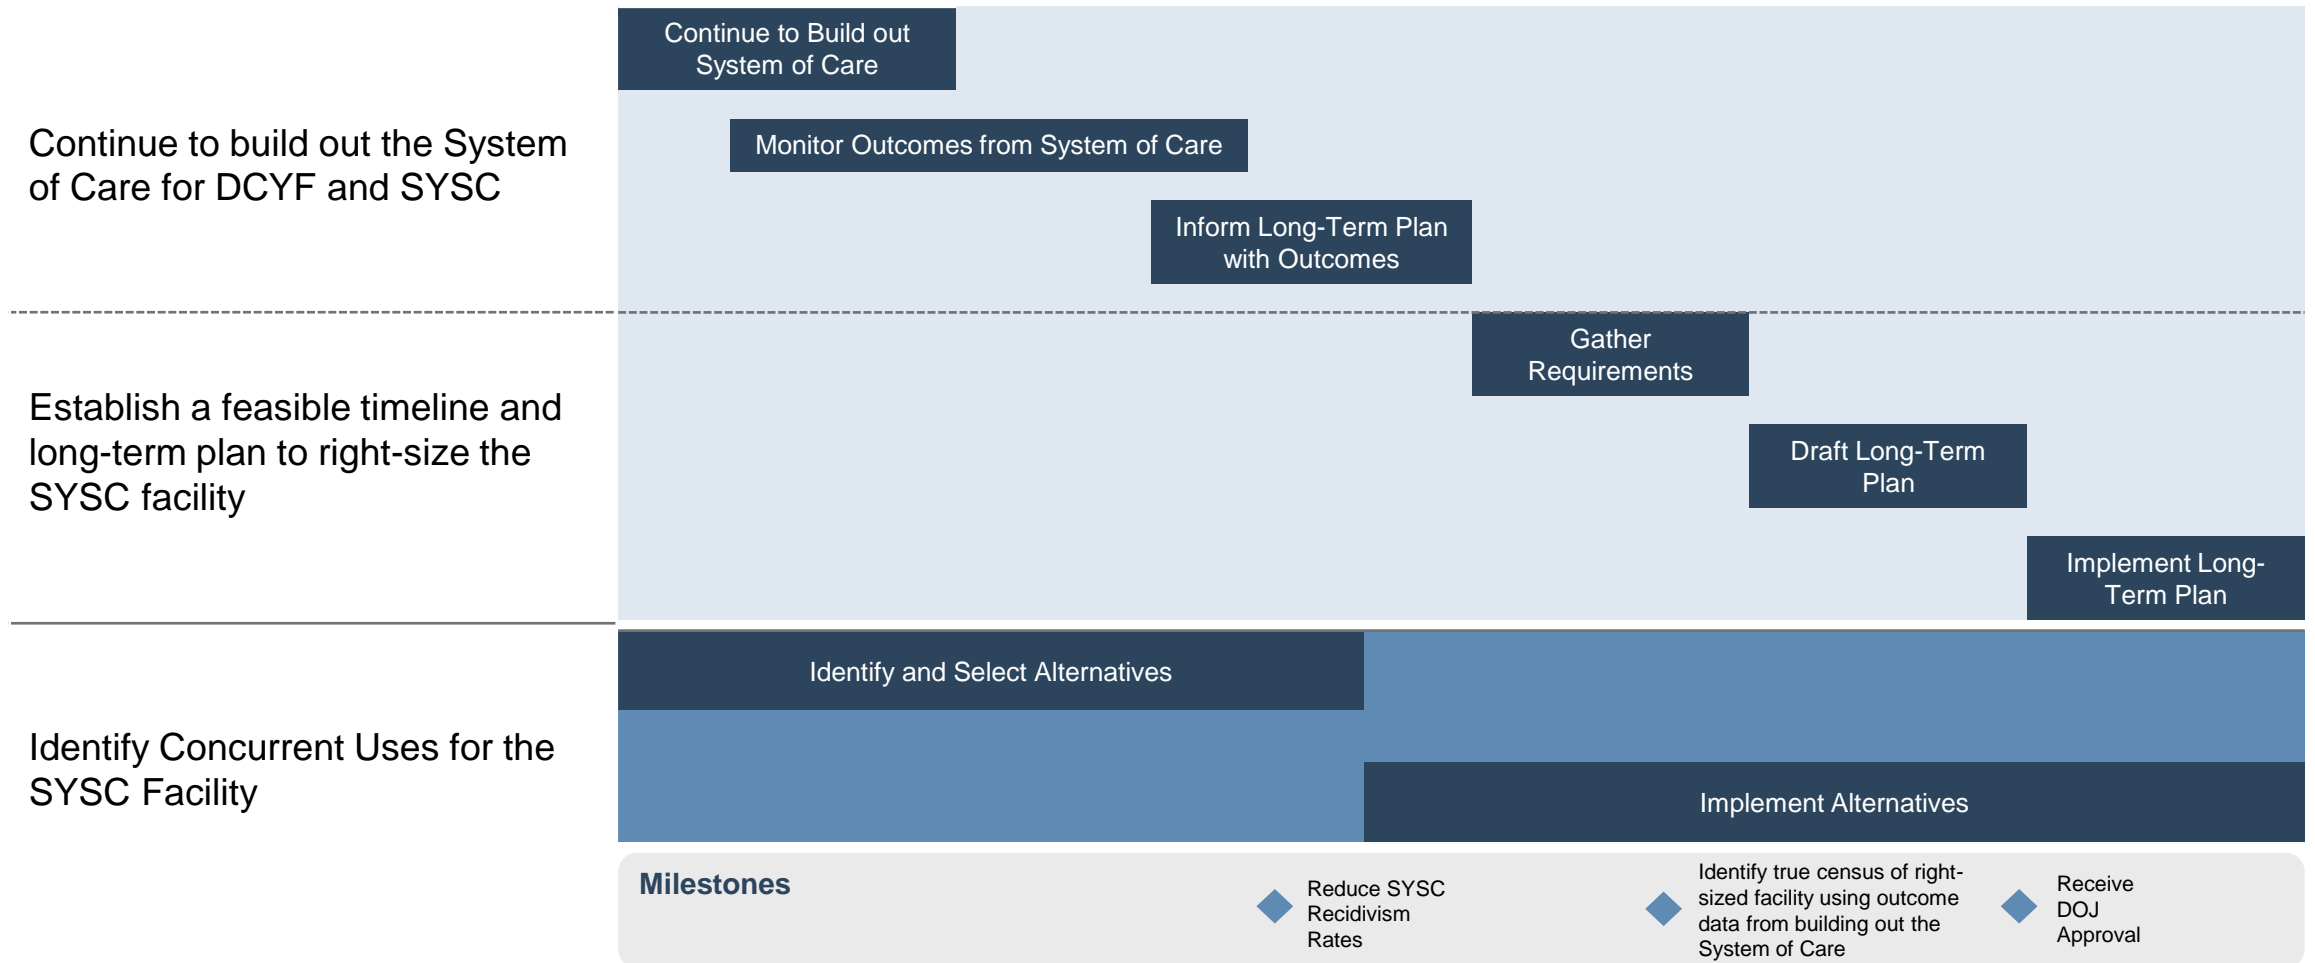 Continue to Build out
System of Care
Continue to build out the System
of Care for DCYF and SYSC
Monitor Outcomes from System of Care
Inform Long-Term Plan
with Outcomes
Establish a feasible timeline and
long-term plan to right-size the
SYSC facility
Gather
Requirements
Draft Long-Term
Plan
Implement Long-
Term Plan
Identify Concurrent Uses for the
SYSC Facility
Identify and Select Alternatives
Implement Alternatives
Milestones
Reduce SYSC
Recidivism
Rates
Identify true census of right-
sized facility using outcome
data from building out the
System of Care
Receive
DOJ
Approval